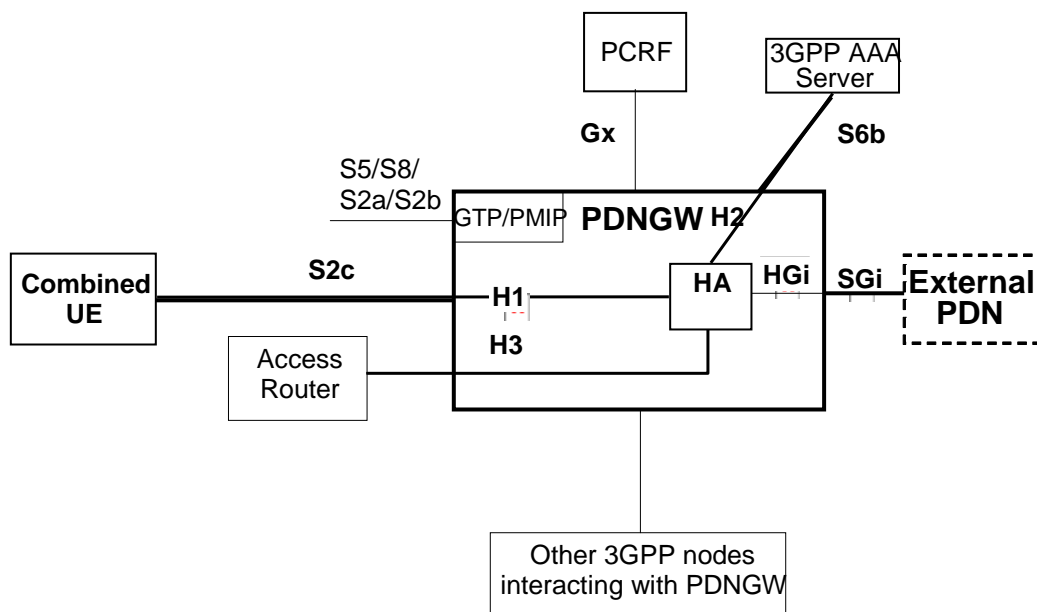 PCRF
3GPP AAA
Server
Gx
S6b
S5/S8/
S2a/S2b
GTP/PMIP
PDNGW H2
Combined
UE
S2c
H1
HA
HGi
SGi
External
PDN
H3
Access
Router
Other 3GPP nodes
interacting with PDNGW